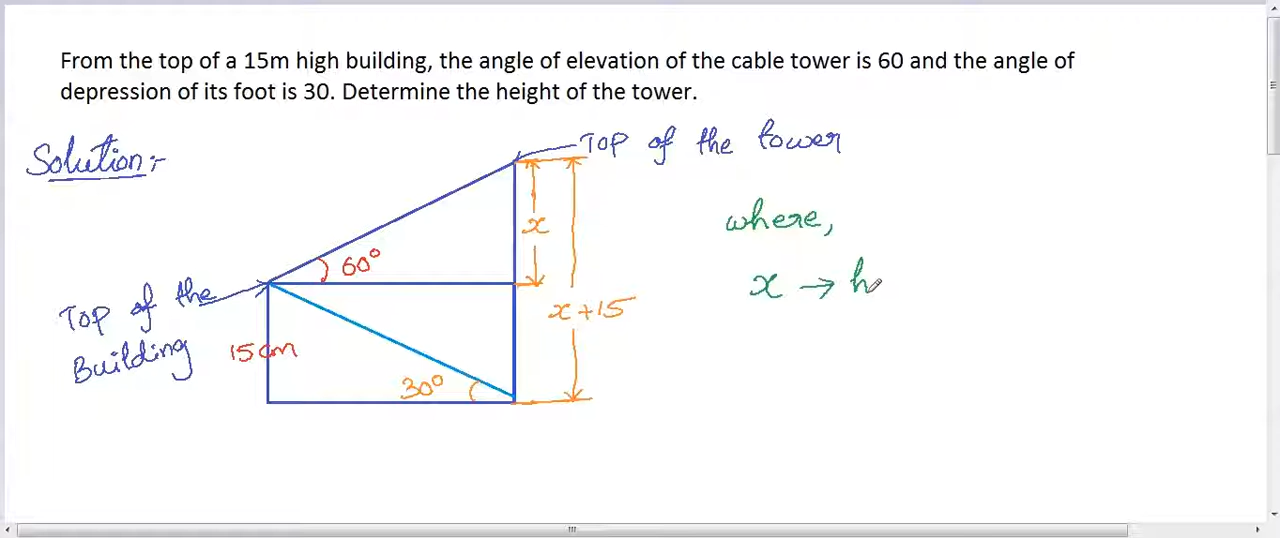 From the top of a 15m high building, the angle of elevation of the cable tower is 60 and the angle of
depression of its foot is 30. Determine the height of the tower.
Solution:-
Top of the tower
where,
x
60°
x → h
Top of the
Building
x+15
15cm
30°